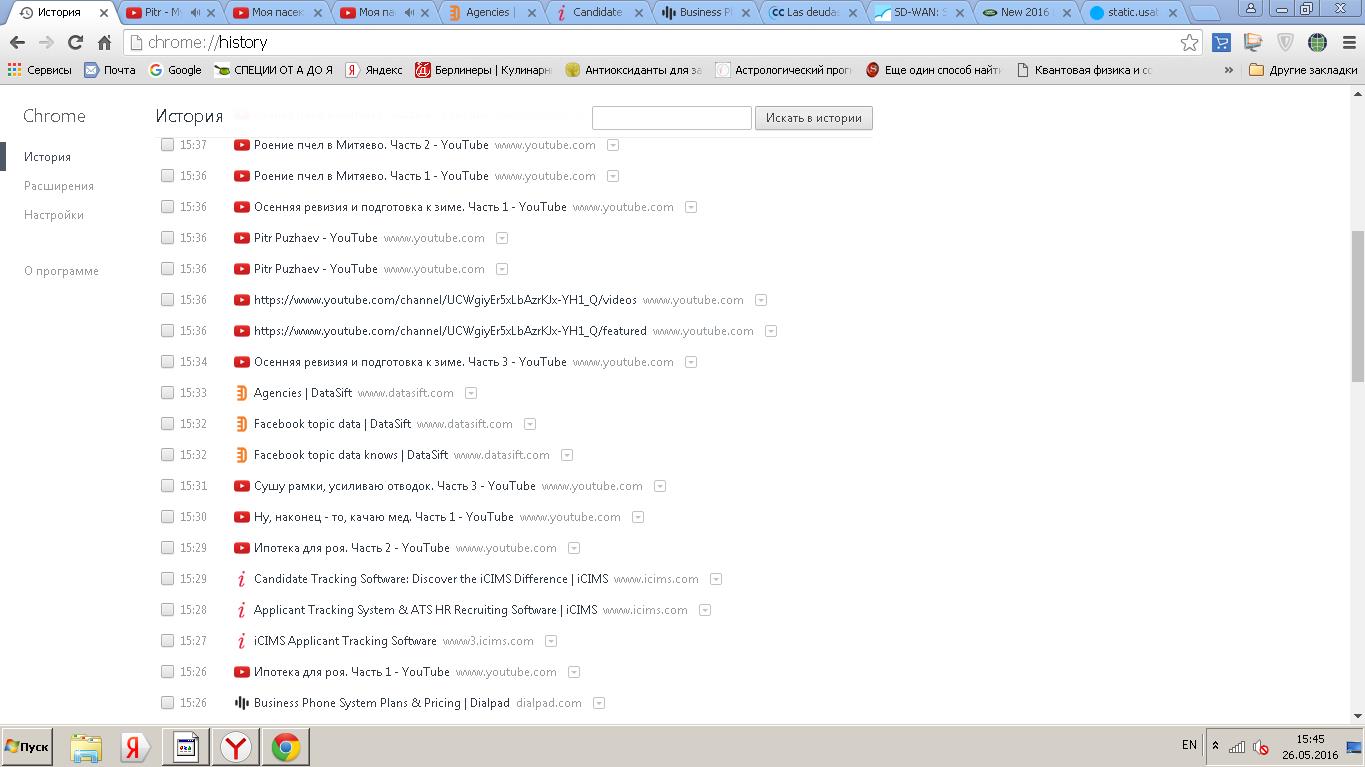 История
Pitr - My
Моя пасек
Моя па
Agencies |
Candidate
Business Pl
Las deudas
SD-WAN: S
New 2016
static.usat
chrome://history
Сервисы
Почта
Google
СПЕЦИИ ОТ А ДО Я
Яндекс
Берлинеры | Кулинарн
Антиоксиданты для за
Астрологический прог
Еще один способ найт
Квантовая физика и со
»
Другие закладки
Chrome
История
Искать в истории
История
Расширения
Настройки
О программе
15:37 Роение пчел в Митяево. Часть 2 - YouTube www.youtube.com
15:36 Роение пчел в Митяево. Часть 1 - YouTube www.youtube.com
15:36 Осенняя ревизия и подготовка к зиме. Часть 1 - YouTube www.youtube.com
15:36 Pitr Puzhaev - YouTube www.youtube.com
15:36 Pitr Puzhaev - YouTube www.youtube.com
15:36 https://www.youtube.com/channel/UCWgiyEr5xLbAzrKJx-YH1_Q/videos www.youtube.com
15:36 https://www.youtube.com/channel/UCWgiyEr5xLbAzrKJx-YH1_Q/featured www.youtube.com
15:34 Осенняя ревизия и подготовка к зиме. Часть 3 - YouTube www.youtube.com
15:33 Agencies | DataSift www.datasift.com
15:32 Facebook topic data | DataSift www.datasift.com
15:32 Facebook topic data knows | DataSift www.datasift.com
15:31 Сушу рамки, усиливаю отводок. Часть 3 - YouTube www.youtube.com
15:30 Ну, наконец - то, качаю мед. Часть 1 - YouTube www.youtube.com
15:29 Ипотека для роя. Часть 2 - YouTube www.youtube.com
15:29 Candidate Tracking Software: Discover the iCIMS Difference | iCIMS www.icims.com
15:28 Applicant Tracking System & ATS HR Recruiting Software | iCIMS www.icims.com
15:27 iCIMS Applicant Tracking Software www3.icims.com
15:26 Ипотека для роя. Часть 1 - YouTube www.youtube.com
15:26 Business Phone System Plans & Pricing | Dialpad dialpad.com
Пуск
EN
15:45
26.05.2016